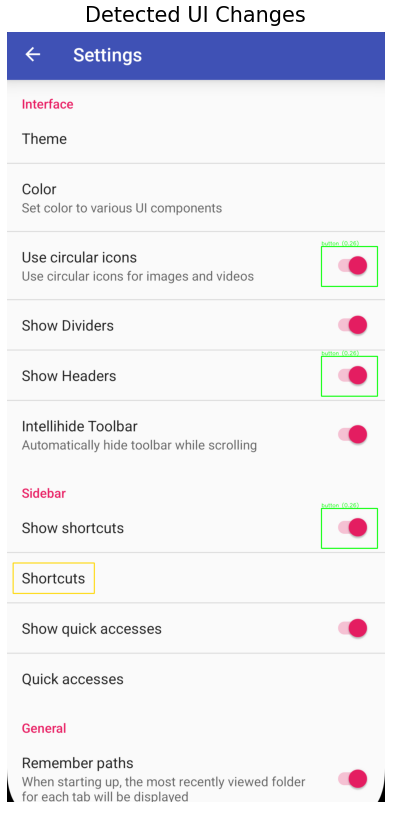 Detected UI Changes
Settings
Interface
Theme
Color
Set color to various UI components
button (0.26)
Use circular icons
Use circular icons for images and videos
Show Dividers
button (0.26)
Show Headers
Intellihide Toolbar
Automatically hide toolbar while scrolling
Sidebar
button (0.26)
Show shortcuts
Shortcuts
Show quick accesses
Quick accesses
General
Remember paths
When starting up, the most recently viewed folder
for each tab will be displayed